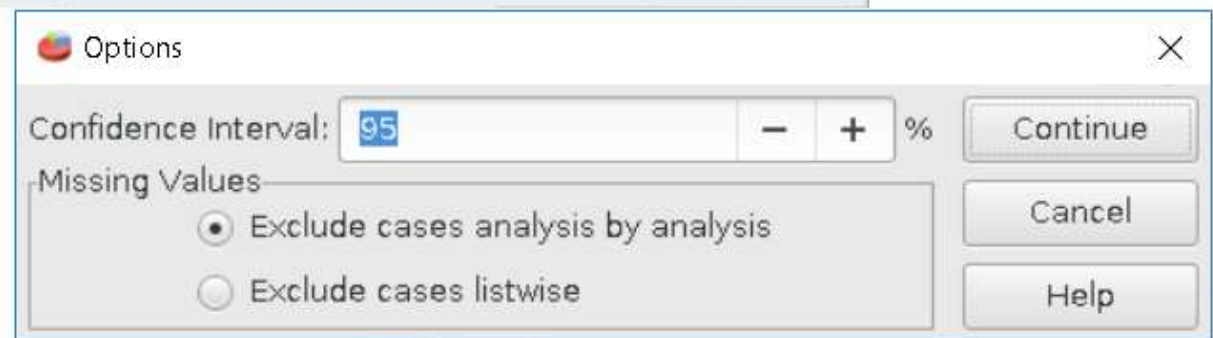 Options
Confidence Interval: 95 − + % Continue
Missing Values
Exclude cases analysis by analysis
Cancel
Exclude cases listwise
Help